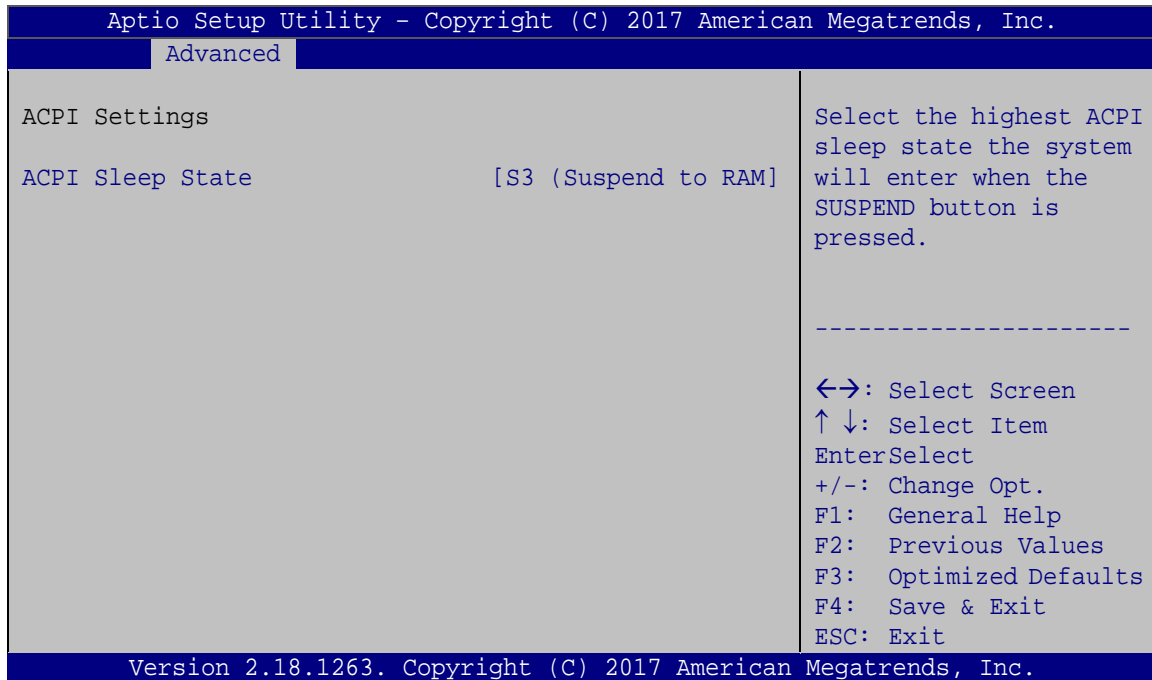 Aptio Setup Utility – Copyright (C) 2017 American Megatrends, Inc.
Advanced
ACPI Settings
ACPI Sleep State [S3 (Suspend to RAM]
Select the highest ACPI
sleep state the system
will enter when the
SUSPEND button is
pressed.
----------------------
←→: Select Screen
↑ ↓: Select Item
EnterSelect
+/-: Change Opt.
F1: General Help
F2: Previous Values
F3: Optimized Defaults
F4: Save & Exit
ESC: Exit
Version 2.18.1263. Copyright (C) 2017 American Megatrends, Inc.